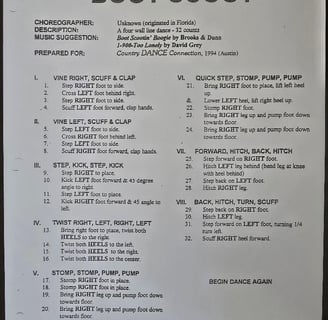 CHOREOGRAPHER: Unknown (originated in Florida)
DESCRIPTION: A four wall line dance - 32 counts
MUSIC SUGGESTION: Boot Scootin' Boogie by Brooks & Dunn
1-906-Too Lonely by David Grey
PREPARED FOR: Country DANCE Connection, 1994 (Austin)
I. VINE RIGHT, SCUFF & CLAP
1. Step RIGHT foot to side.
2. Cross LEFT foot behind right.
3. Step RIGHT foot to side.
4. Scuff LEFT foot forward, clap hands.
II. VINE LEFT, SCUFF & CLAP
5. Step LEFT foot to side.
6. Cross RIGHT foot behind left.
7. Step LEFT foot to side.
8. Scuff RIGHT foot forward, clap hands.
III. STEP, KICK, STEP, KICK
9. Step RIGHT to place.
10. Kick LEFT foot forward & 45 degree
angle to right.
11. Step LEFT foot to place.
12. Kick RIGHT foot forward & 45 angle to
left.
IV. TWIST RIGHT, LEFT, RIGHT, LEFT
13. Bring right foot to place, twist both
HEELS to the right.
14. Twist both HEELS to the left.
15. Twist both HEELS to the right.
16. Twist both HEELS to the center.
V. STOMP, STOMP, PUMP, PUMP
17. Stomp RIGHT foot in place.
18. Stomp LEFT foot in place.
19. Bring RIGHT leg up and pump foot down
towards floor.
20. Bring RIGHT leg up and pump foot down
towards floor.
VI. QUICK STEP, STOMP, PUMP, PUMP
21. Bring RIGHT foot to place, lift left heel
up.
&. Lower LEFT heel, lift right heel up.
22. Stomp RIGHT foot.
23. Bring RIGHT leg up and pump foot down
towards floor.
24. Bring RIGHT leg up and pump foot down
towards floor.
VII. FORWARD, HITCH, BACK, HITCH
25. Step forward on RIGHT foot.
26. Hitch LEFT leg behind (bend leg at knee
with heel behind)
27. Step back on LEFT foot.
28. Hitch RIGHT leg.
VIII. BACK, HITCH, TURN, SCUFF
29. Step back on RIGHT foot.
30. Hitch LEFT leg.
31. Step forward on LEFT foot, turning 1/4
turn left.
32. Scuff RIGHT heel forward.
BEGIN DANCE AGAIN